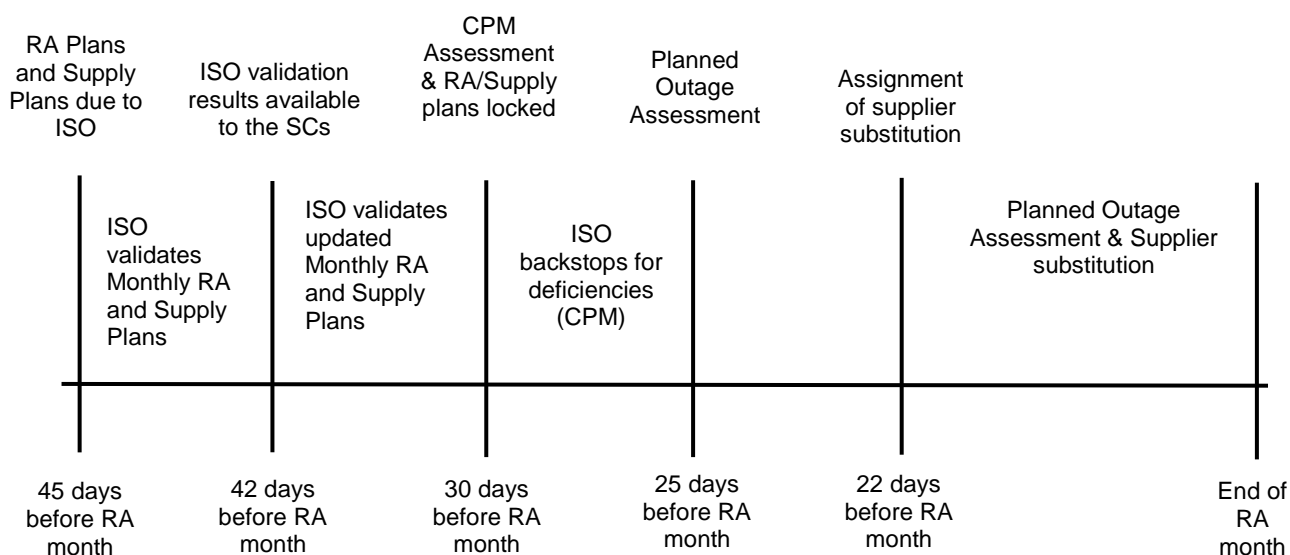 RA Plans
and Supply
Plans due to
ISO
ISO validation
results available
to the SCs
CPM
Assessment
& RA/Supply
plans locked
Planned
Outage
Assessment
Assignment
of supplier
substitution
ISO
validates
Monthly RA
and Supply
Plans
ISO validates
updated
Monthly RA
and Supply
Plans
ISO
backstops for
deficiencies
(CPM)
Planned Outage
Assessment & Supplier
substitution
45 days
before RA
month
42 days
before RA
month
30 days
before RA
month
25 days
before RA
month
22 days
before RA
month
End of
RA
month